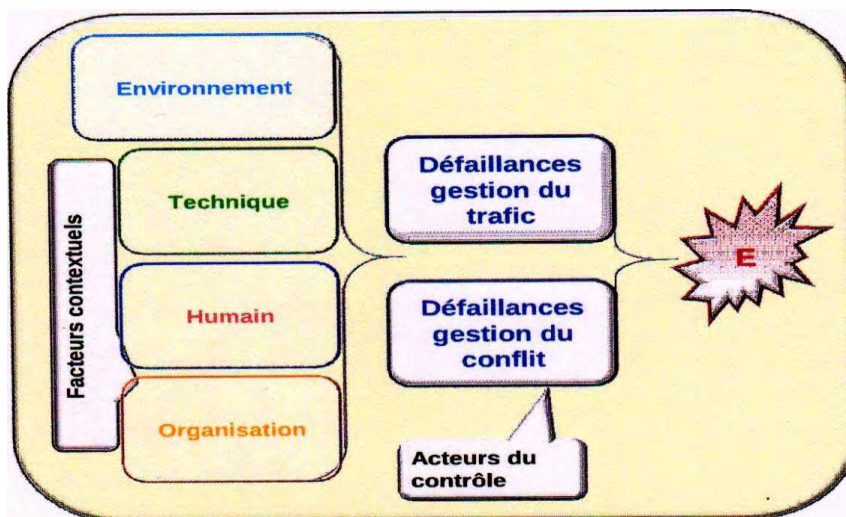 Environnement
Technique
Humain
Organisation
Facteurs contextuels
Défaillances
gestion du
trafic
Défaillances
gestion du
conflit
Acteurs du
contrôle
E